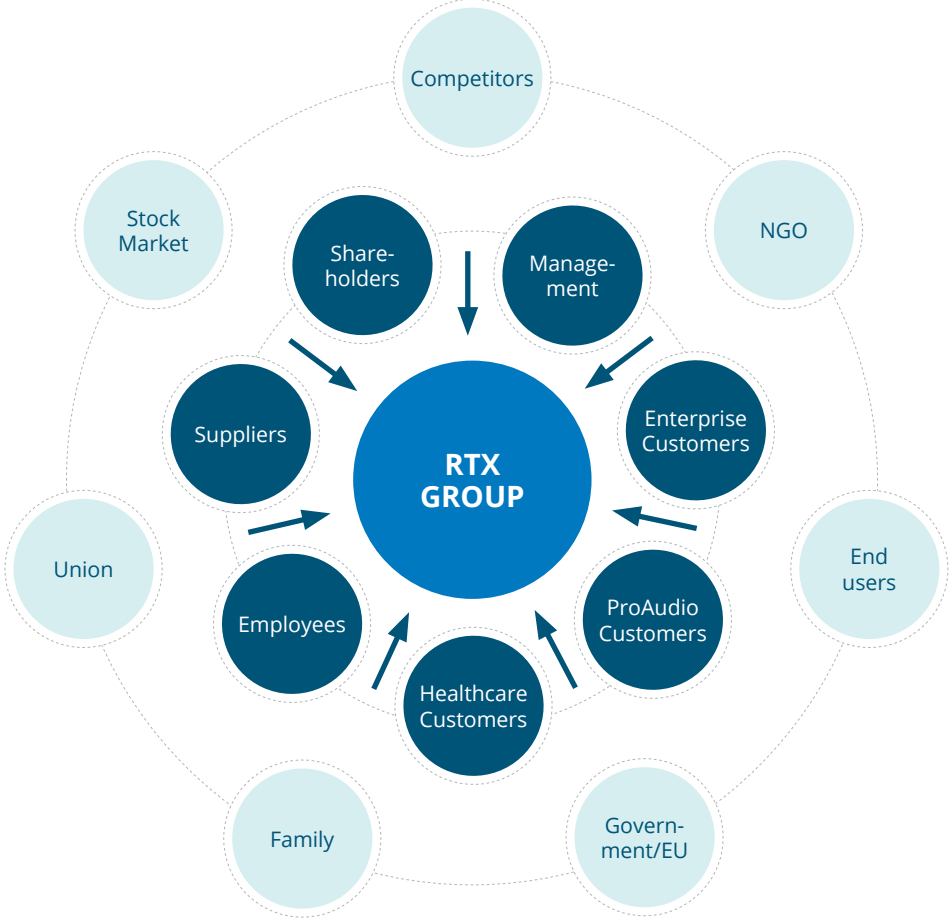 Competitors
Stock
Market
NGO
Share-
holders
Manage-
ment
Suppliers
Enterprise
Customers
RTX
GROUP
Union
End
users
Employees
ProAudio
Customers
Healthcare
Customers
Family
Govern-
ment/EU